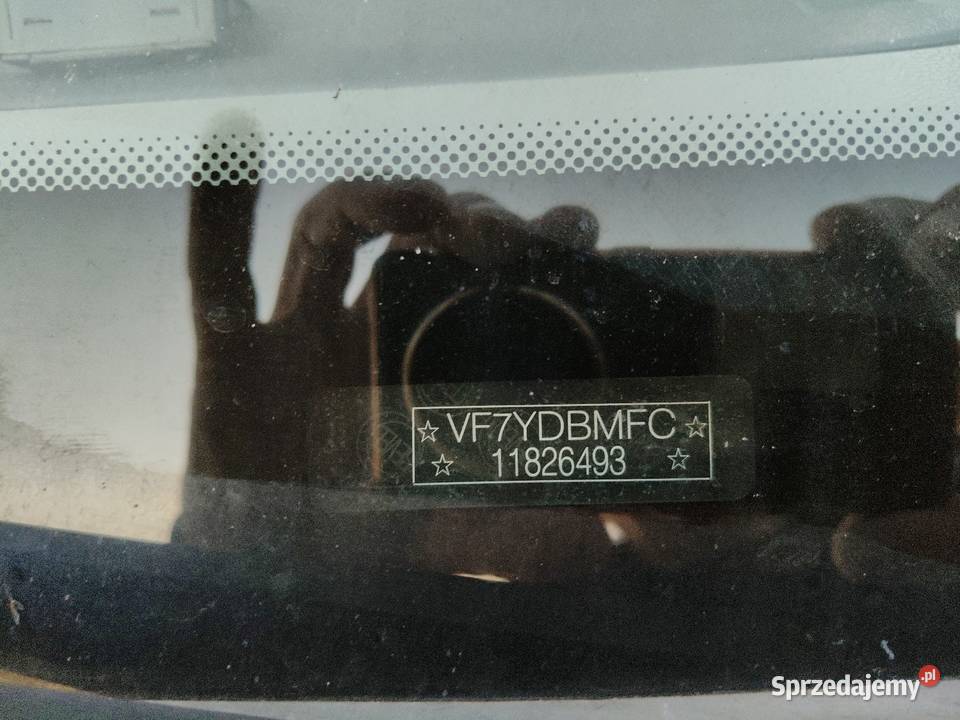 ☆ VF7YDBMFC ☆
☆ 11826493 ☆
Sprzedajemy.pl